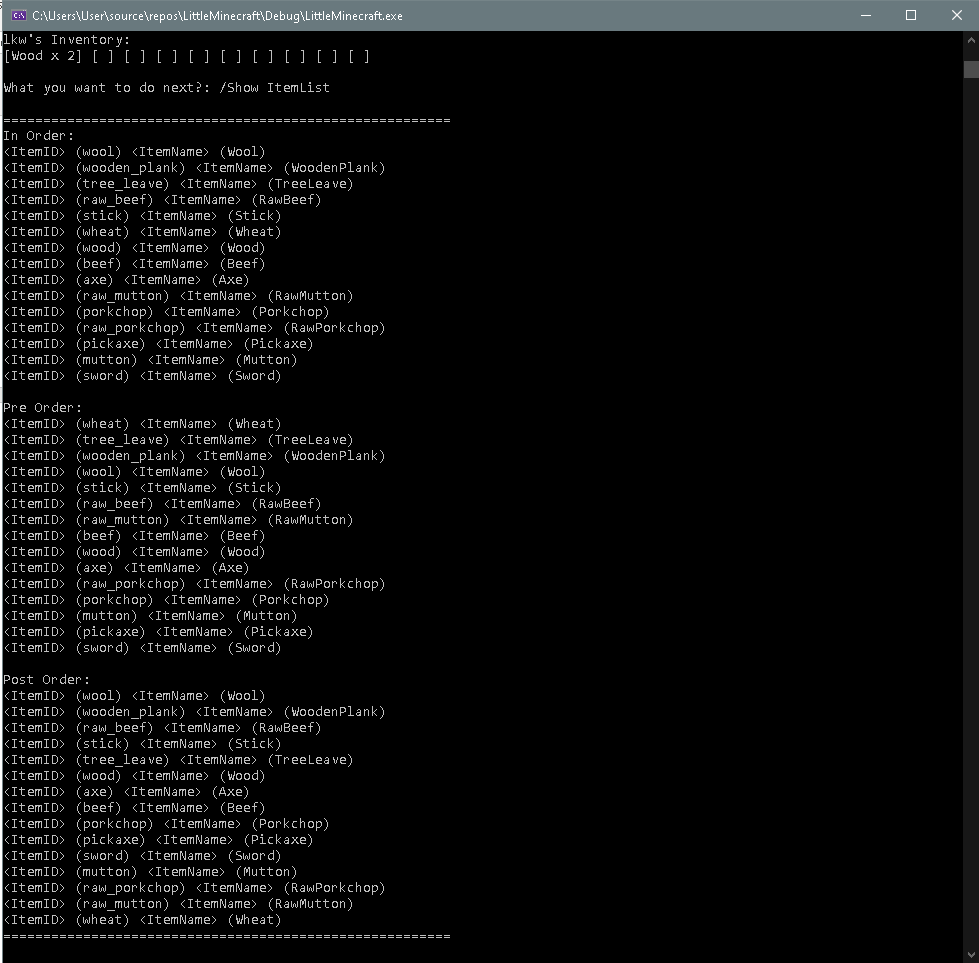 C:\Users\User\source\repos\LittleMinecraft\Debug\LittleMinecraft.exe
lkw's Inventory:
[Wood x 2] [ ] [ ] [ ] [ ] [ ] [ ] [ ] [ ] [ ]
What you want to do next?: /Show ItemList
========================================================
In Order:
<ItemID> (wool) <ItemName> (Wool)
<ItemID> (wooden_plank) <ItemName> (WoodenPlank)
<ItemID> (tree_leave) <ItemName> (TreeLeave)
<ItemID> (raw_beef) <ItemName> (RawBeef)
<ItemID> (stick) <ItemName> (Stick)
<ItemID> (wheat) <ItemName> (Wheat)
<ItemID> (wood) <ItemName> (Wood)
<ItemID> (beef) <ItemName> (Beef)
<ItemID> (axe) <ItemName> (Axe)
<ItemID> (raw_mutton) <ItemName> (RawMutton)
<ItemID> (porkchop) <ItemName> (Porkchop)
<ItemID> (raw_porkchop) <ItemName> (RawPorkchop)
<ItemID> (pickaxe) <ItemName> (Pickaxe)
<ItemID> (mutton) <ItemName> (Mutton)
<ItemID> (sword) <ItemName> (Sword)
Pre Order:
<ItemID> (wheat) <ItemName> (Wheat)
<ItemID> (tree_leave) <ItemName> (TreeLeave)
<ItemID> (wooden_plank) <ItemName> (WoodenPlank)
<ItemID> (wool) <ItemName> (Wool)
<ItemID> (stick) <ItemName> (Stick)
<ItemID> (raw_beef) <ItemName> (RawBeef)
<ItemID> (raw_mutton) <ItemName> (RawMutton)
<ItemID> (beef) <ItemName> (Beef)
<ItemID> (wood) <ItemName> (Wood)
<ItemID> (axe) <ItemName> (Axe)
<ItemID> (raw_porkchop) <ItemName> (RawPorkchop)
<ItemID> (porkchop) <ItemName> (Porkchop)
<ItemID> (mutton) <ItemName> (Mutton)
<ItemID> (pickaxe) <ItemName> (Pickaxe)
<ItemID> (sword) <ItemName> (Sword)
Post Order:
<ItemID> (wool) <ItemName> (Wool)
<ItemID> (wooden_plank) <ItemName> (WoodenPlank)
<ItemID> (raw_beef) <ItemName> (RawBeef)
<ItemID> (stick) <ItemName> (Stick)
<ItemID> (tree_leave) <ItemName> (TreeLeave)
<ItemID> (wood) <ItemName> (Wood)
<ItemID> (axe) <ItemName> (Axe)
<ItemID> (beef) <ItemName> (Beef)
<ItemID> (porkchop) <ItemName> (Porkchop)
<ItemID> (pickaxe) <ItemName> (Pickaxe)
<ItemID> (sword) <ItemName> (Sword)
<ItemID> (mutton) <ItemName> (Mutton)
<ItemID> (raw_porkchop) <ItemName> (RawPorkchop)
<ItemID> (raw_mutton) <ItemName> (RawMutton)
<ItemID> (wheat) <ItemName> (Wheat)
========================================================